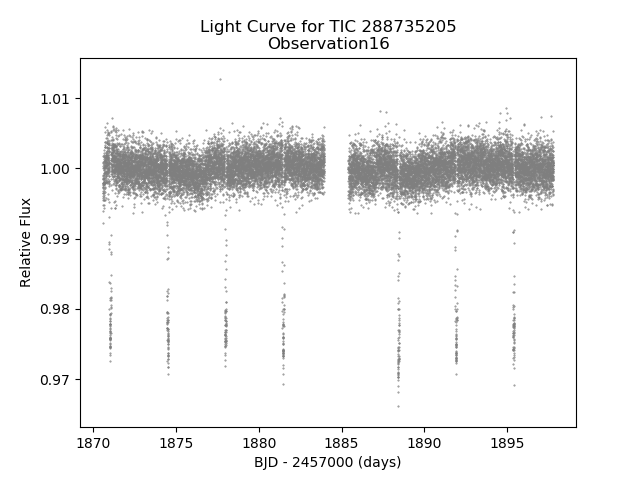 Light Curve for TIC 288735205
Observation16
1.01
1.00
0.99
0.98
0.97
Relative Flux
1870
1875
1880
1885
1890
1895
BJD - 2457000 (days)